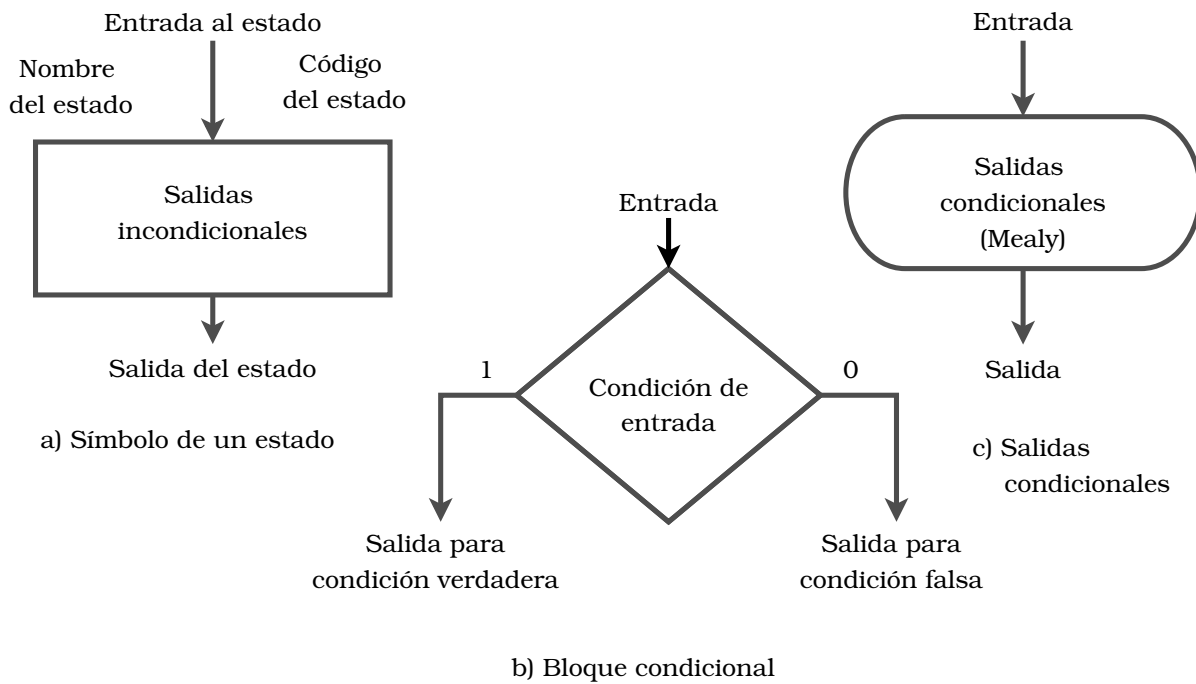 Entrada al estado
Nombre
del estado
Código
del estado
Salidas
incondicionales
Salida del estado
a) Símbolo de un estado
Entrada
1
0
Condición de
entrada
Salida para
condición verdadera
Salida para
condición falsa
b) Bloque condicional
Entrada
Salidas
condicionales
(Mealy)
Salida
c) Salidas
condicionales